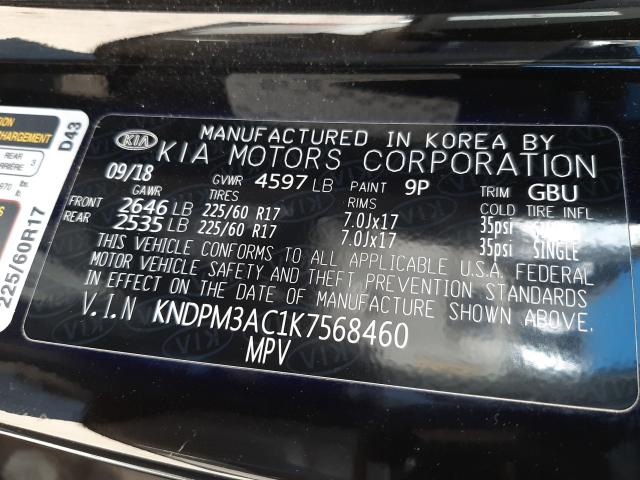 KIA
MANUFACTURED IN KOREA BY
KIA MOTORS CORPORATION
09/18 GVWR 4597 LB PAINT 9P TRIM GBU
GAWR TIRES RIMS COLD TIRE INFL
FRONT 2646 LB 225/60 R17 7.0Jx17 35psi
REAR 2535 LB 225/60 R17 7.0Jx17 35psi SINGLE
THIS VEHICLE CONFORMS TO ALL APPLICABLE U.S.A. FEDERAL
MOTOR VEHICLE SAFETY AND THEFT PREVENTION STANDARDS
IN EFFECT ON THE DATE OF MANUFACTURE SHOWN ABOVE.
V.I.N KNDPM3AC1K7568460
MPV
D43
CHARGEMENT
REAR 3
225/60R17